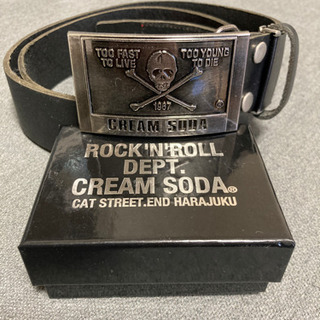 TOO FAST TOO YOUNG
TO LIVE TO DIE
1967
®
CREAM SODA
ROCK'N'ROLL
DEPT.
CREAM SODA®
CAT STREET.END HARAJUKU